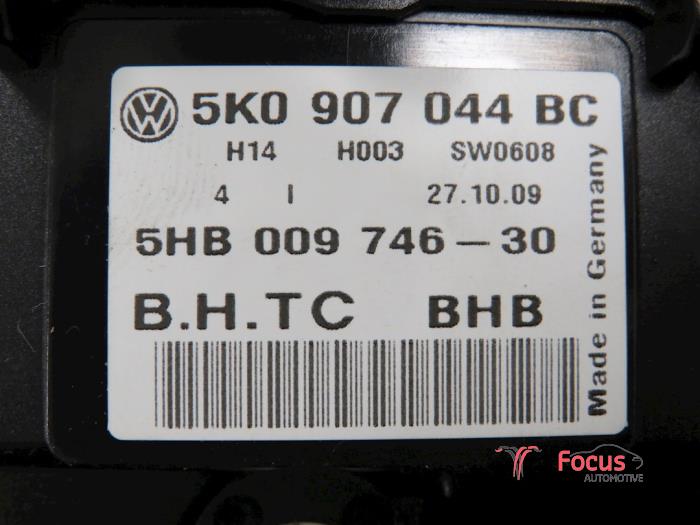 5K0 907 044 BC
H14 H003 SW0608
4 I 27.10.09
5HB 009 746-30
B.H.TC BHB
Made in Germany
Focus
AUTOMOTIVE